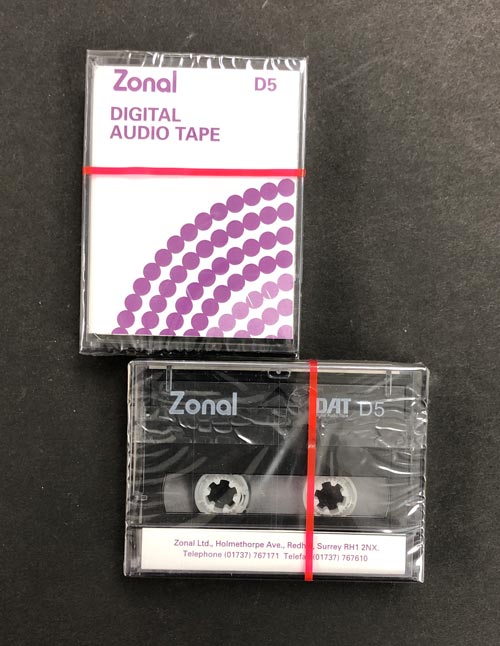 Zonal D5
DIGITAL
AUDIO TAPE
Zonal DAT D5
Zonal Ltd., Holmethorpe Ave., Redhill, Surrey RH1 2NX.
Telephone (01737) 767171 Telefax (01737) 767610